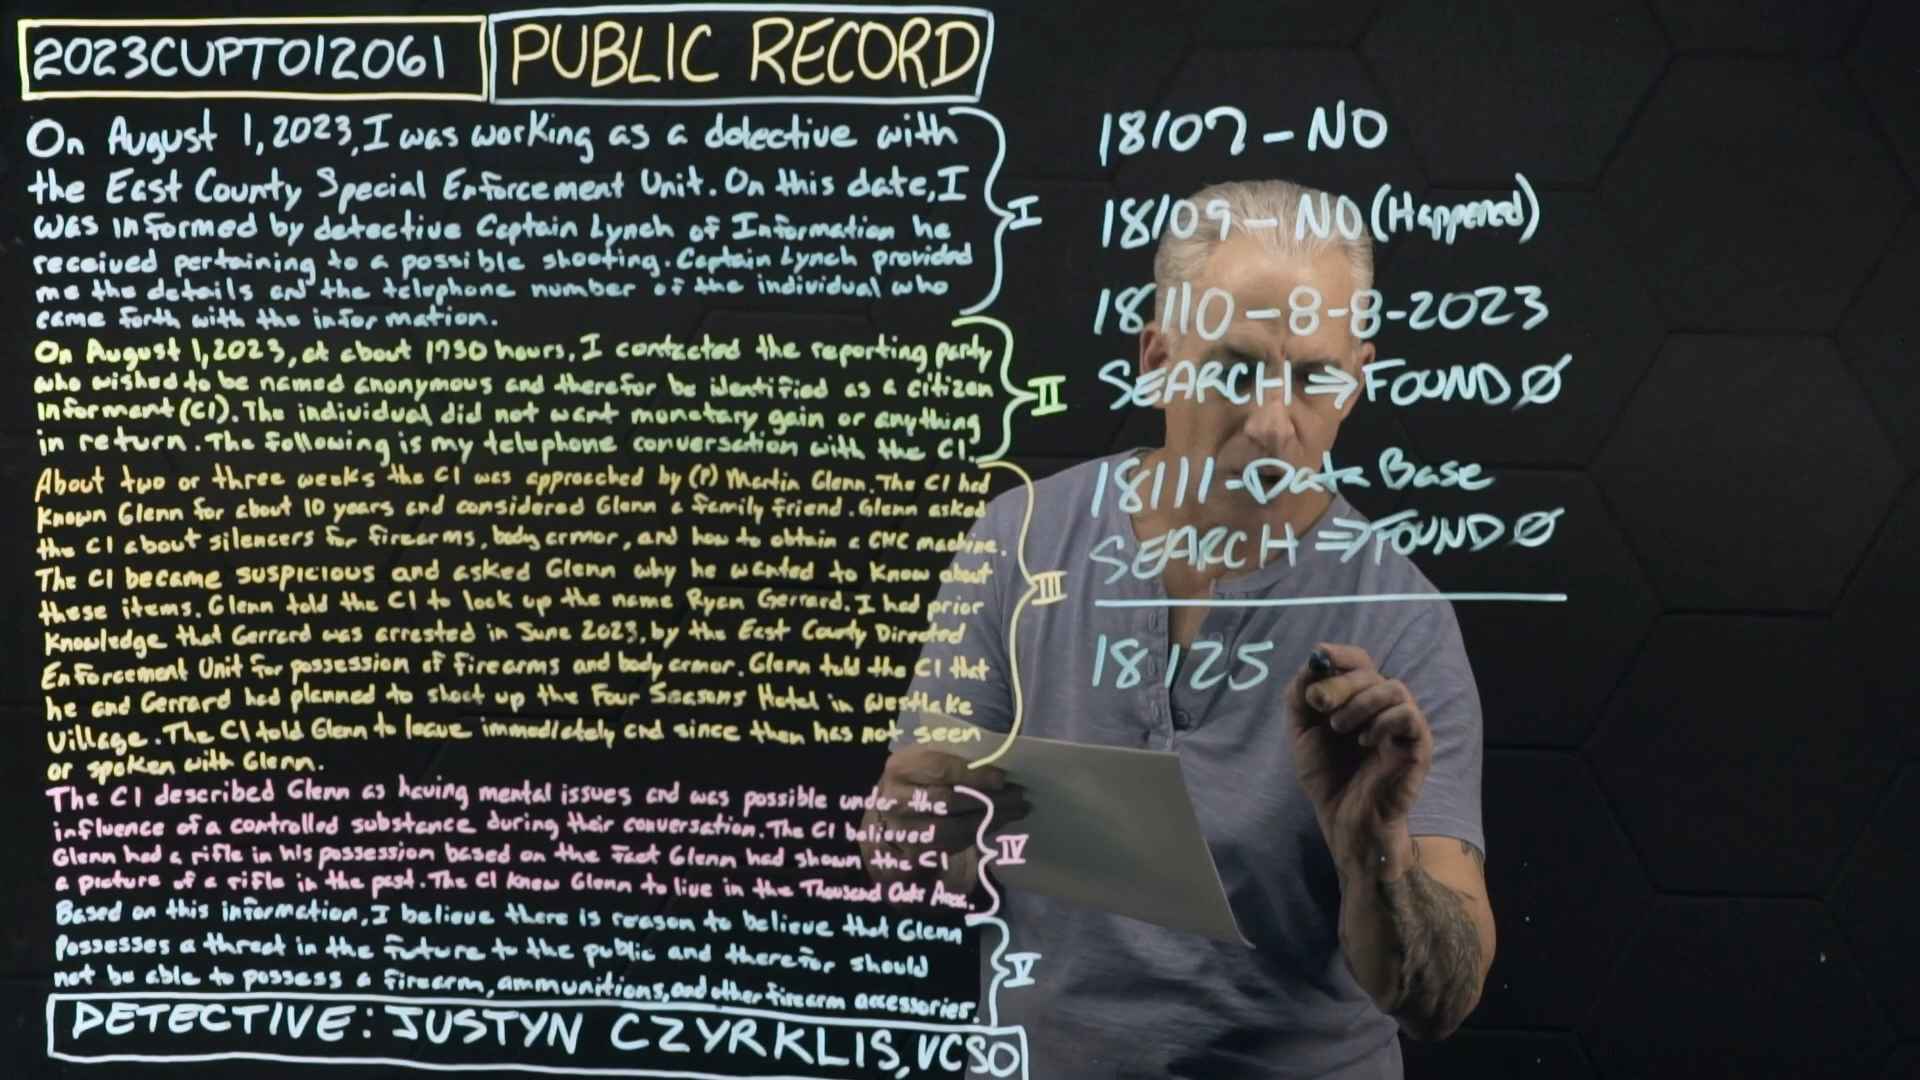 2023CUPT012061
PUBLIC RECORD
On August 1, 2023, I was working as a detective with
the East County Special Enforcement Unit. On this date, I
was informed by detective Captain Lynch of Information he
received pertaining to a possible shooting. Captain Lynch provided
me the details and the telephone number of the individual who
came forth with the information.
I
On August 1, 2023, at about 1730 hours, I contacted the reporting party
who wished to be named anonymous and therefor be identified as a citizen
Informant (CI). The individual did not want monetary gain or anything
in return. The following is my telephone conversation with the CI.
II
About two or three weeks the CI was approached by (P) Martin Glenn. The CI had
Known Glenn for about 10 years and considered Glenn a family friend. Glenn asked
the CI about silencers for firearms, body armor, and how to obtain a CNC machine.
The CI became suspicious and asked Glenn why he wanted to Know about
these items. Glenn told the CI to look up the name Ryan Gerrard. I had prior
Knowledge that Gerrard was arrested in June 2023, by the East County Directed
Enforcement Unit for possession of firearms and body armor. Glenn told the CI that
he and Gerrard had planned to shoot up the Four Seasons Hotel in Westlake
Village. The CI told Glenn to leave immediately and since then has not seen
or spoken with Glenn.
III
The CI described Glenn as having mental issues and was possible under the
influence of a controlled substance during their conversation. The CI believed
Glenn had a rifle in his possession based on the fact Glenn had shown the CI
a picture of a rifle in the past. The CI Knew Glenn to live in the Thousand Oaks Area.
IV
Based on this information, I believe there is reason to believe that Glenn
Possesses a threat in the future to the public and therefor should
not be able to possess a firearm, ammunitions, and other firearm accessories.
V
DETECTIVE: JUSTYN CZYRKLIS, VCSO
18107 - NO
18109 - NO (Happened)
18110 - 8-8-2023
SEARCH ⇒ FOUND Ø
18111 - Data Base
SEARCH ⇒ FOUND Ø
18125